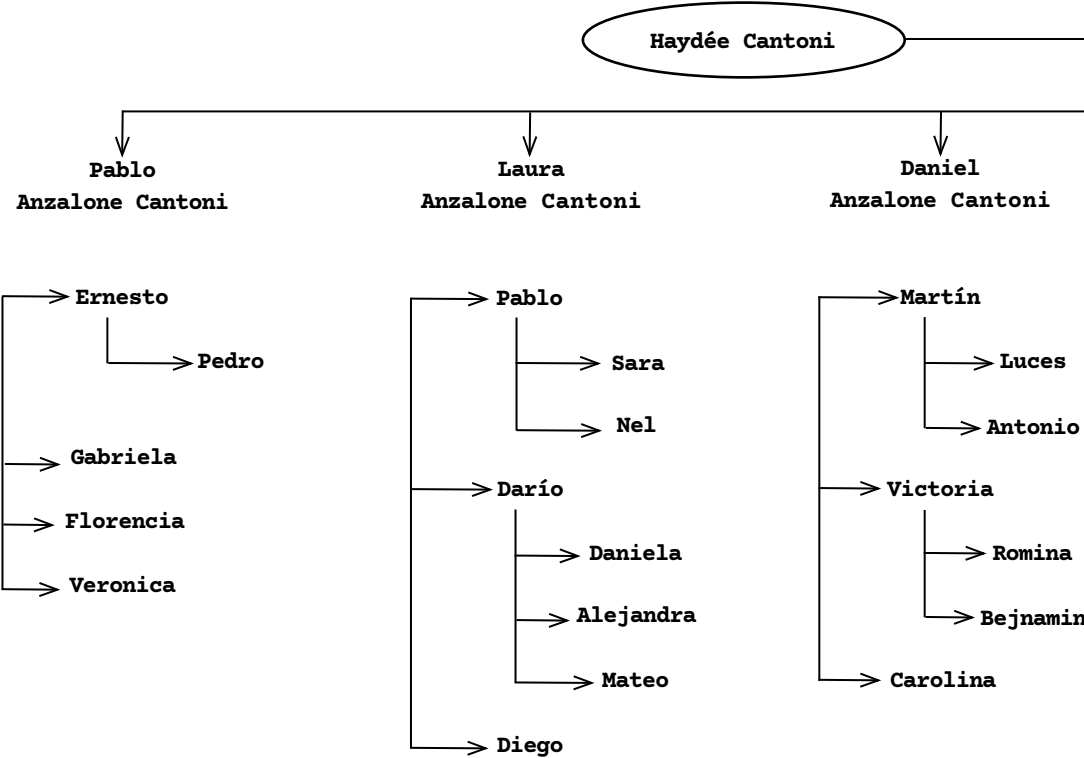 Haydée Cantoni
Pablo
Anzalone Cantoni
Laura
Anzalone Cantoni
Daniel
Anzalone Cantoni
Ernesto
Pedro
Gabriela
Florencia
Veronica
Pablo
Sara
Nel
Darío
Daniela
Alejandra
Mateo
Diego
Martín
Luces
Antonio
Victoria
Romina
Bejnamin
Carolina